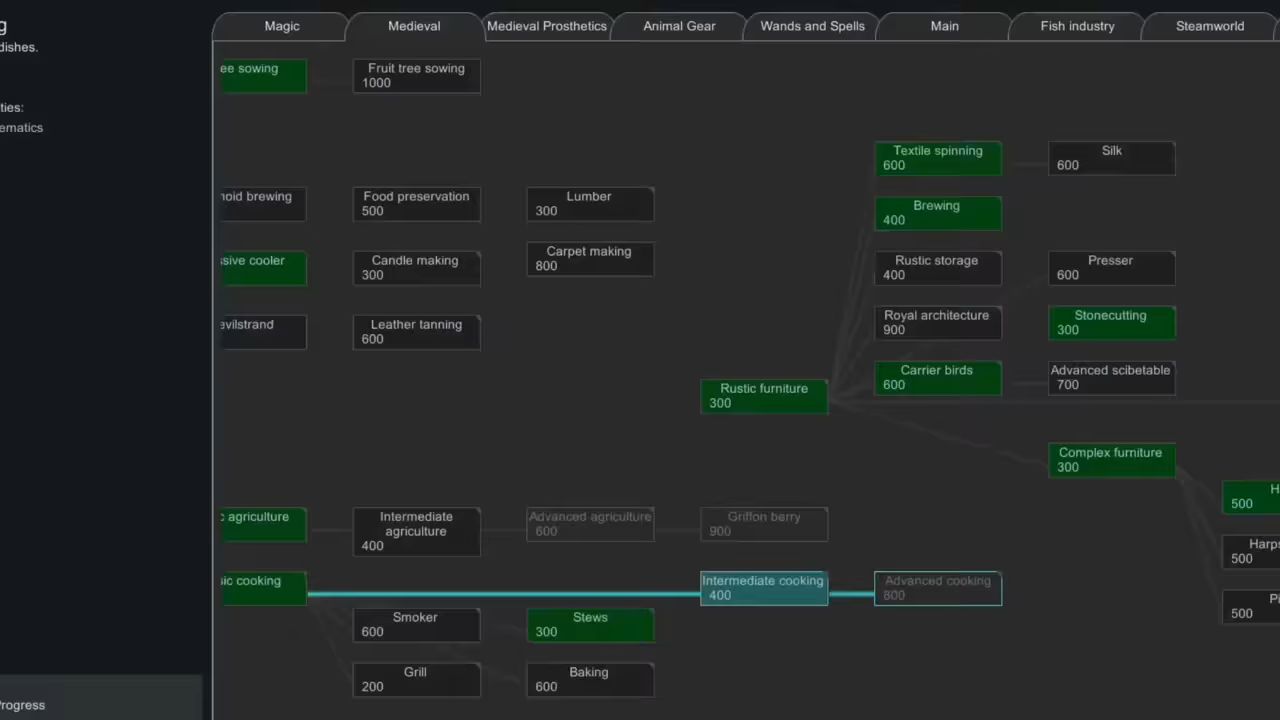 g
dishes.
ties:
ematics
Progress
Magic
Medieval
Medieval Prosthetics
Animal Gear
Wands and Spells
Main
Fish industry
Steamworld
ee sowing
Fruit tree sowing
1000
Textile spinning
600
Silk
600
noid brewing
Food preservation
500
Lumber
300
Brewing
400
ssive cooler
Candle making
300
Carpet making
800
Rustic storage
400
Presser
600
evilstrand
Leather tanning
600
Royal architecture
900
Stonecutting
300
Rustic furniture
300
Carrier birds
600
Advanced scibetable
700
Complex furniture
300
H
500
c agriculture
Intermediate
agriculture
400
Advanced agriculture
600
Griffon berry
900
Harps
500
sic cooking
Intermediate cooking
400
Advanced cooking
800
Pi
500
Smoker
600
Stews
300
Grill
200
Baking
600